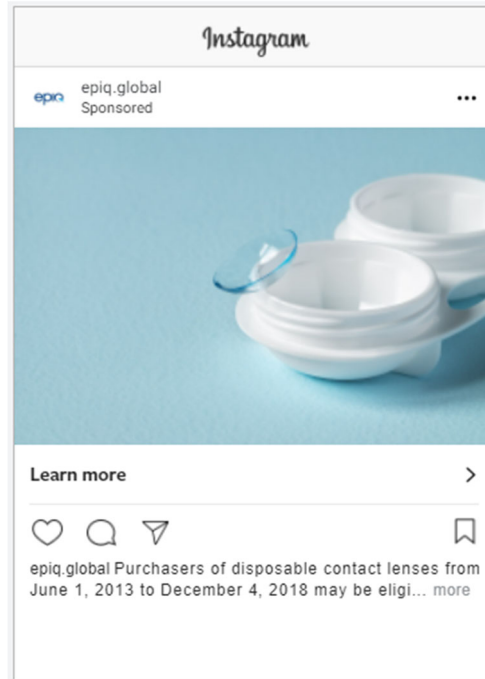 Instagram
epiq
epiq.global
Sponsored
Learn more
epiq.global Purchasers of disposable contact lenses from
June 1, 2013 to December 4, 2018 may be eligi... more